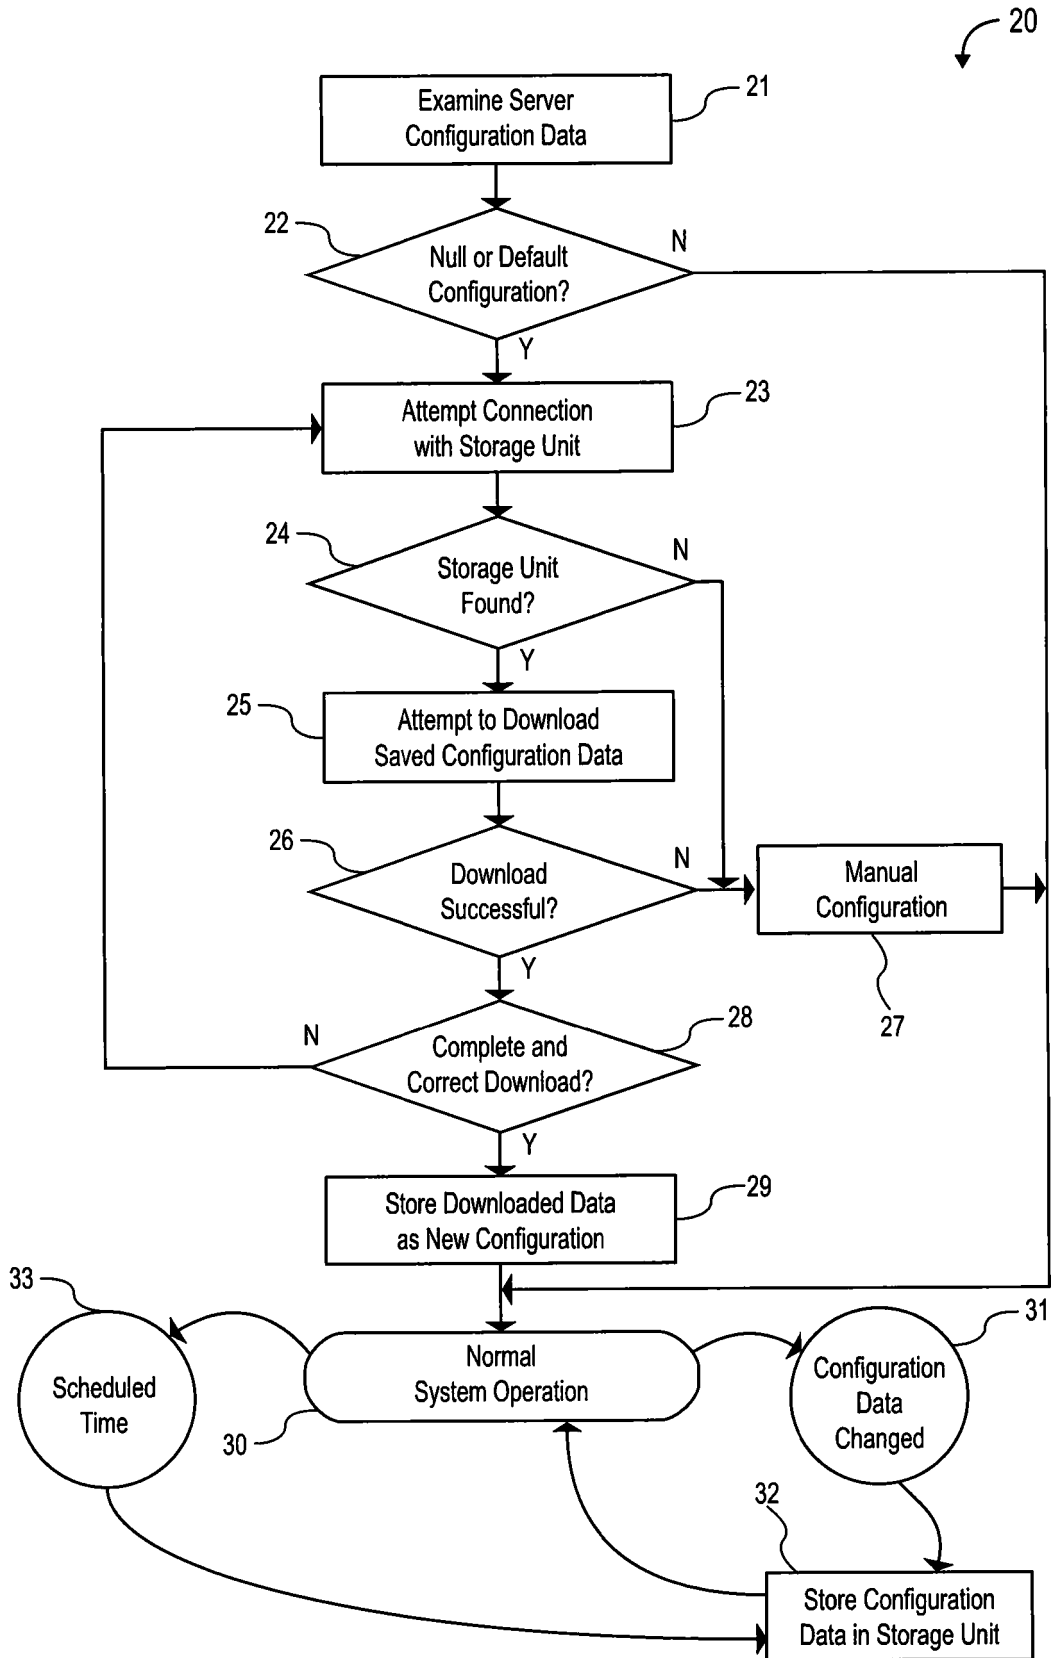 20
Examine Server
Configuration Data
21
22
Null or Default
Configuration?
N
Y
Attempt Connection
with Storage Unit
23
24
Storage Unit
Found?
N
Y
25
Attempt to Download
Saved Configuration Data
26
Download
Successful?
N
Manual
Configuration
27
Y
N
Complete and
Correct Download?
28
Y
Store Downloaded Data
as New Configuration
29
33
Scheduled
Time
Normal
System Operation
30
31
Configuration
Data
Changed
32
Store Configuration
Data in Storage Unit